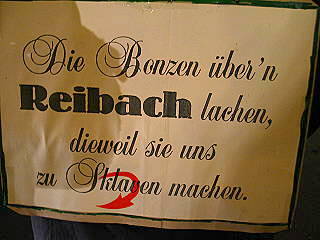 Die Bonzen über'n
Reibach lachen,
dieweil sie uns
zu Sklaven machen.